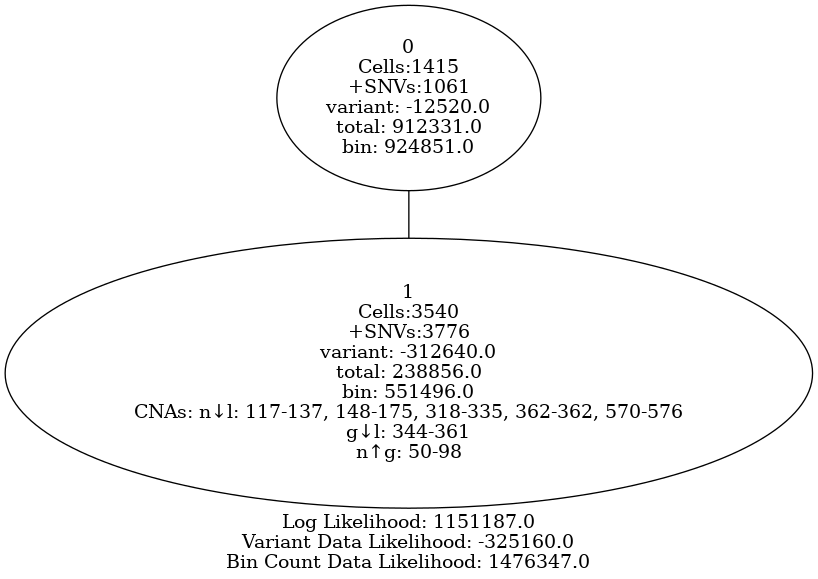 0
Cells:1415
+SNVs:1061
variant: -12520.0
total: 912331.0
bin: 924851.0
1
Cells:3540
+SNVs:3776
variant: -312640.0
total: 238856.0
bin: 551496.0
CNAs: n↓l: 117-137, 148-175, 318-335, 362-362, 570-576
g↓l: 344-361
n↑g: 50-98
Log Likelihood: 1151187.0
Variant Data Likelihood: -325160.0
Bin Count Data Likelihood: 1476347.0